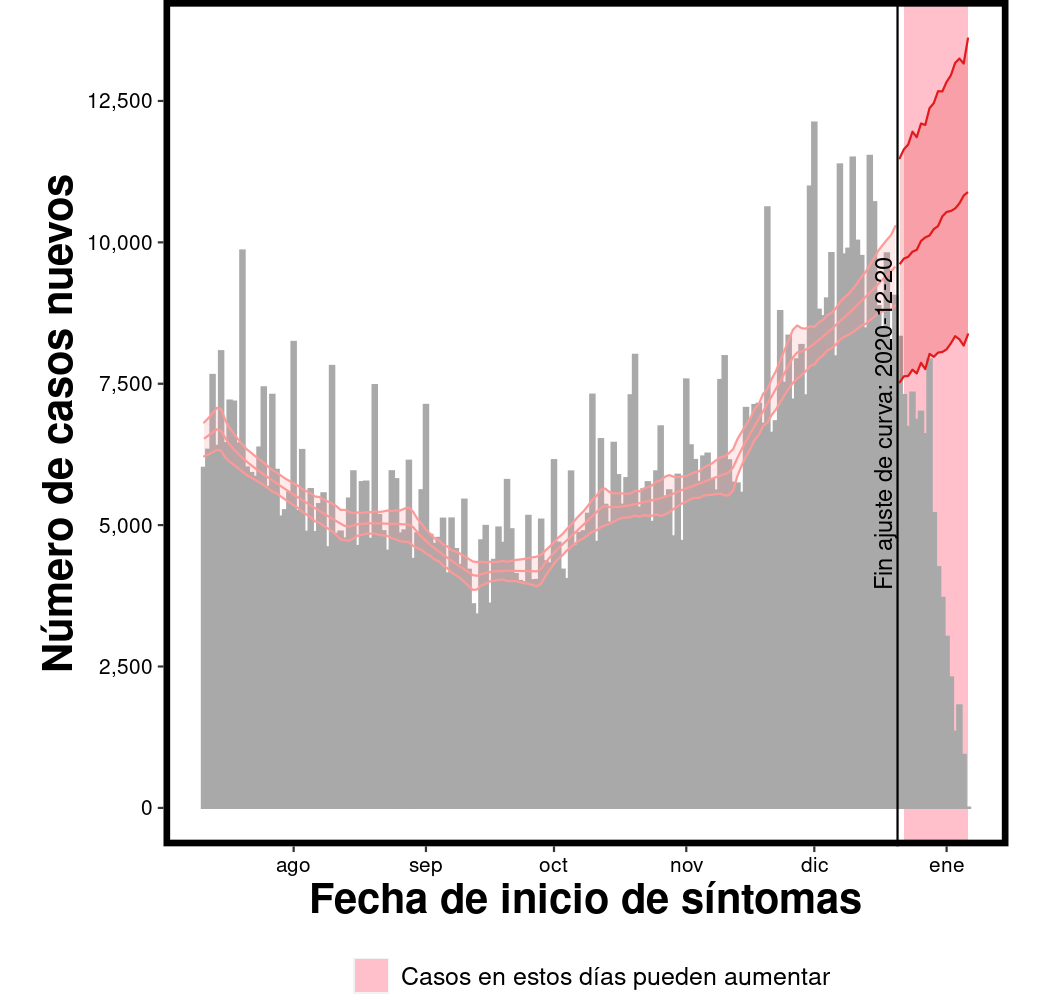 Número de casos nuevos
12,500
10,000
7,500
5,000
2,500
0
Fin ajuste de curva: 2020-12-20
ago sep oct nov dic ene
Fecha de inicio de síntomas
Casos en estos días pueden aumentar